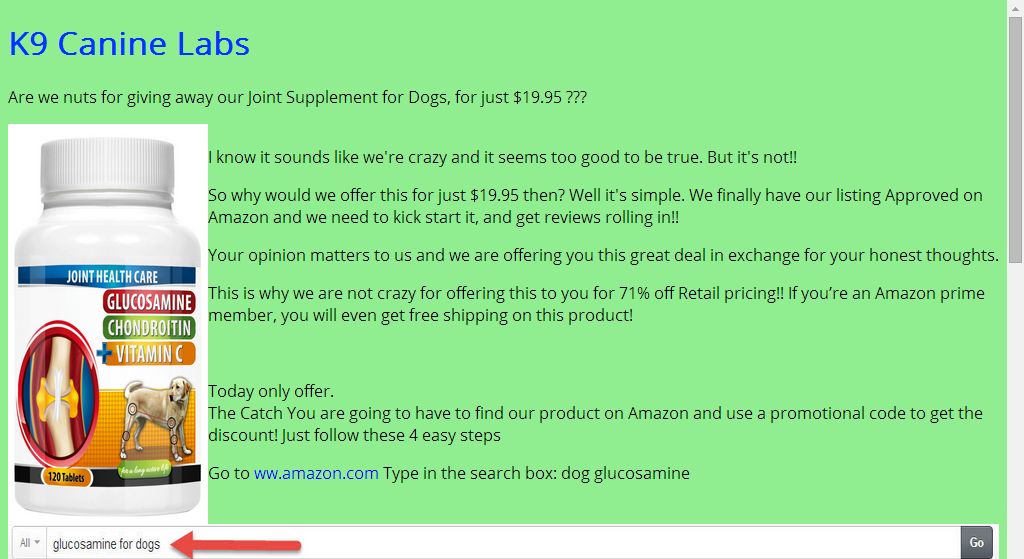 K9 Canine Labs
Are we nuts for giving away our Joint Supplement for Dogs, for just $19.95 ???
I know it sounds like we're crazy and it seems too good to be true. But it's not!!
So why would we offer this for just $19.95 then? Well it's simple. We finally have our listing Approved on
Amazon and we need to kick start it, and get reviews rolling in!!
Your opinion matters to us and we are offering you this great deal in exchange for your honest thoughts.
This is why we are not crazy for offering this to you for 71% off Retail pricing!! If you’re an Amazon prime
member, you will even get free shipping on this product!
JOINT HEALTH CARE
GLUCOSAMINE
CHONDROITIN
+ VITAMIN C
for a long active life
120 Tablets
Today only offer.
The Catch You are going to have to find our product on Amazon and use a promotional code to get the
discount! Just follow these 4 easy steps
Go to ww.amazon.com Type in the search box: dog glucosamine
All glucosamine for dogs Go